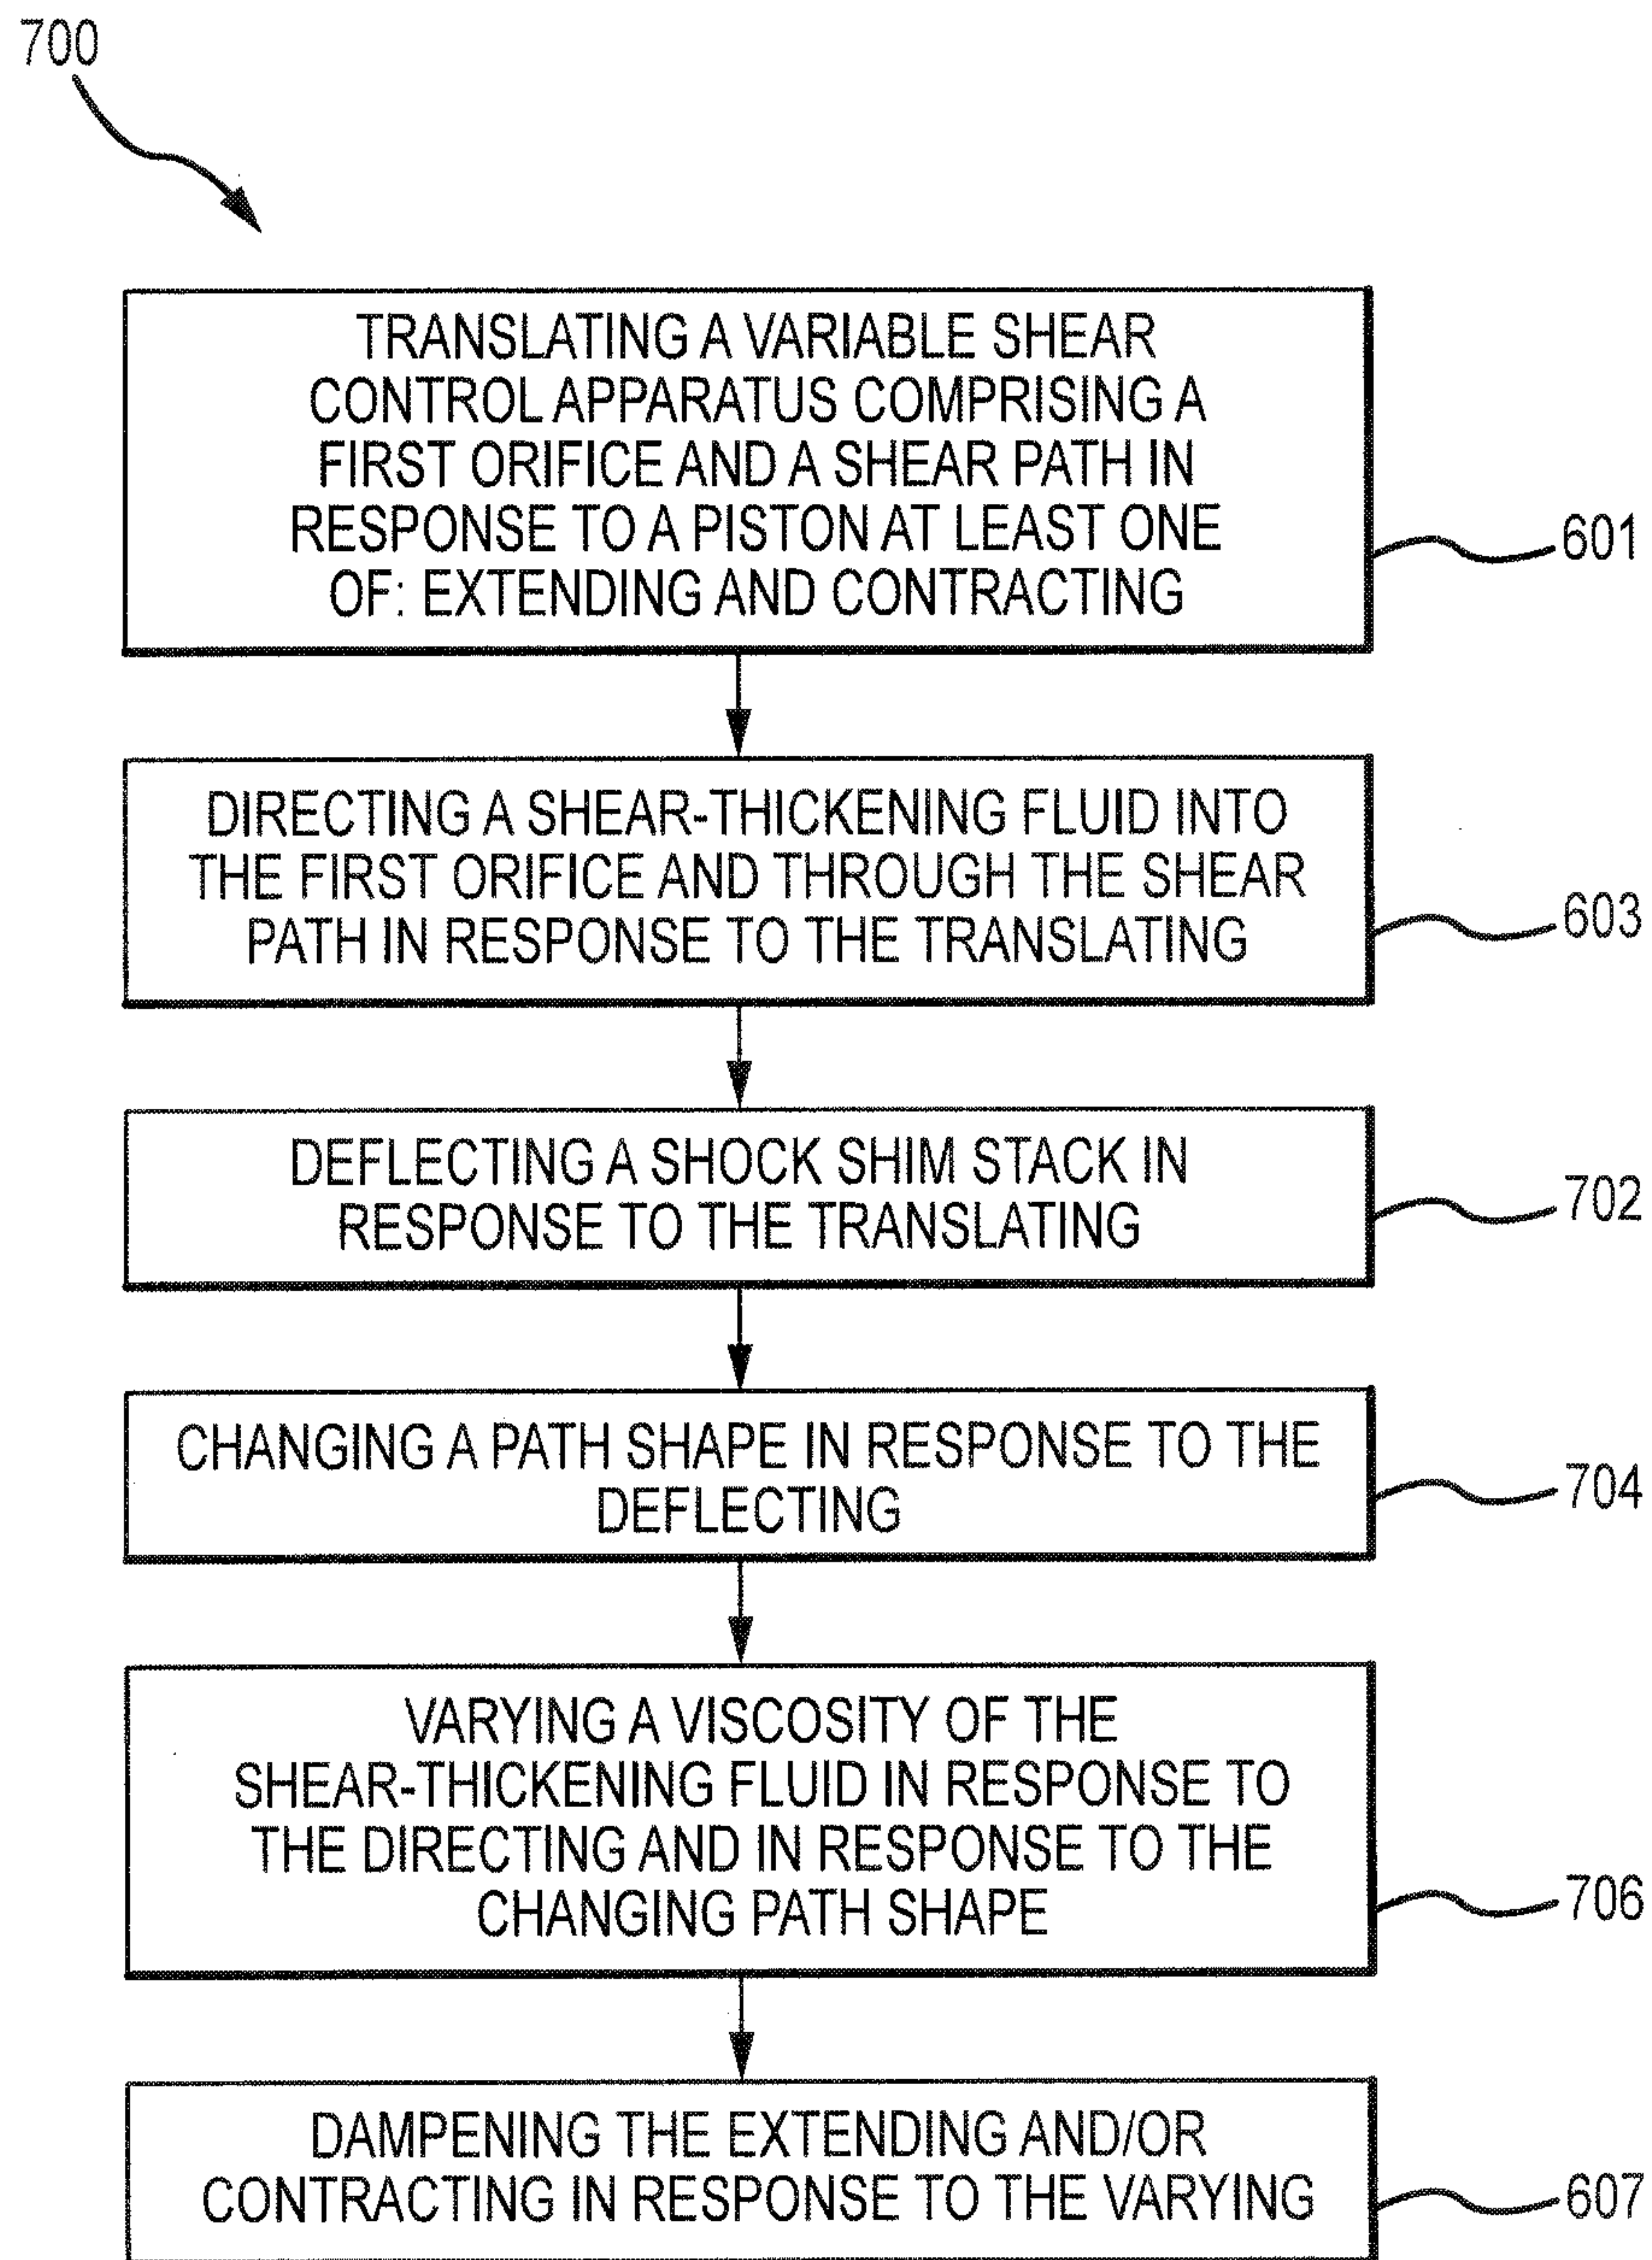 700
TRANSLATING A VARIABLE SHEAR
CONTROL APPARATUS COMPRISING A
FIRST ORIFICE AND A SHEAR PATH IN
RESPONSE TO A PISTON AT LEAST ONE
OF: EXTENDING AND CONTRACTING
601
DIRECTING A SHEAR-THICKENING FLUID INTO
THE FIRST ORIFICE AND THROUGH THE SHEAR
PATH IN RESPONSE TO THE TRANSLATING
603
DEFLECTING A SHOCK SHIM STACK IN
RESPONSE TO THE TRANSLATING
702
CHANGING A PATH SHAPE IN RESPONSE TO THE
DEFLECTING
704
VARYING A VISCOSITY OF THE
SHEAR-THICKENING FLUID IN RESPONSE TO
THE DIRECTING AND IN RESPONSE TO THE
CHANGING PATH SHAPE
706
DAMPENING THE EXTENDING AND/OR
CONTRACTING IN RESPONSE TO THE VARYING
607